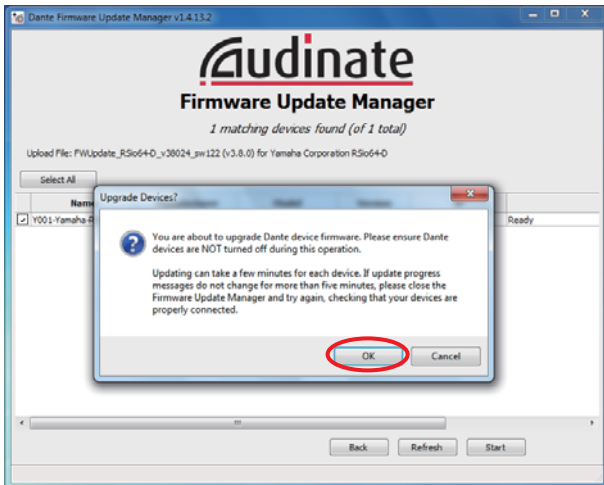 Dante Firmware Update Manager v1.4.13.2
Audinate
Firmware Update Manager
1 matching devices found (of 1 total)
Upload File: FWUpdate_RSio64-D_v38024_sw122 (v3.8.0) for Yamaha Corporation RSio64-D
Select All
Upgrade Devices?
Y001-Yamaha-R
Ready
You are about to upgrade Dante device firmware. Please ensure Dante
devices are NOT turned off during this operation.
Updating can take a few minutes for each device. If update progress
messages do not change for more than five minutes, please close the
Firmware Update Manager and try again, checking that your devices are
properly connected.
OK Cancel
Back Refresh Start